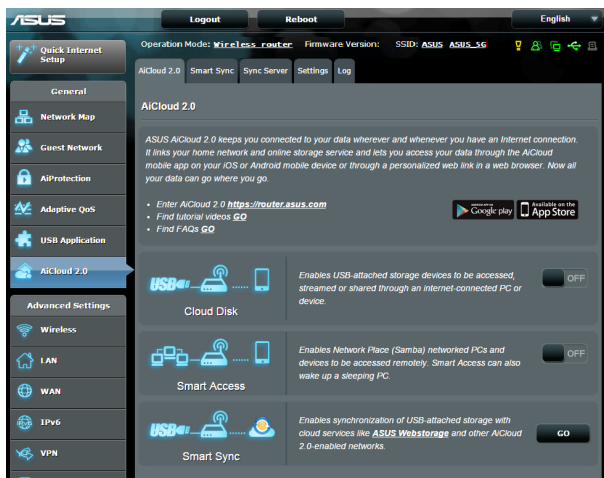 ASUS
Logout
Reboot
English
Quick Internet
Setup
Operation Mode: Wireless router Firmware Version: SSID: ASUS ASUS_5G
AiCloud 2.0
Smart Sync
Sync Server
Settings
Log
General
Network Map
Guest Network
AiProtection
Adaptive QoS
USB Application
AiCloud 2.0
Advanced Settings
Wireless
LAN
WAN
IPv6
VPN
AiCloud 2.0
ASUS AiCloud 2.0 keeps you connected to your data wherever and whenever you have an Internet connection.
It links your home network and online storage service and lets you access your data through the AiCloud
mobile app on your iOS or Android mobile device or through a personalized web link in a web browser. Now all
your data can go where you go.
• Enter AiCloud 2.0 https://router.asus.com
• Find tutorial videos GO
• Find FAQs GO
Google play
Available on the
App Store
USB
Cloud Disk
Enables USB-attached storage devices to be accessed,
streamed or shared through an internet-connected PC or
device.
OFF
Smart Access
Enables Network Place (Samba) networked PCs and
devices to be accessed remotely. Smart Access can also
wake up a sleeping PC.
OFF
USB
Smart Sync
Enables synchronization of USB-attached storage with
cloud services like ASUS Webstorage and other AiCloud
2.0-enabled networks.
GO